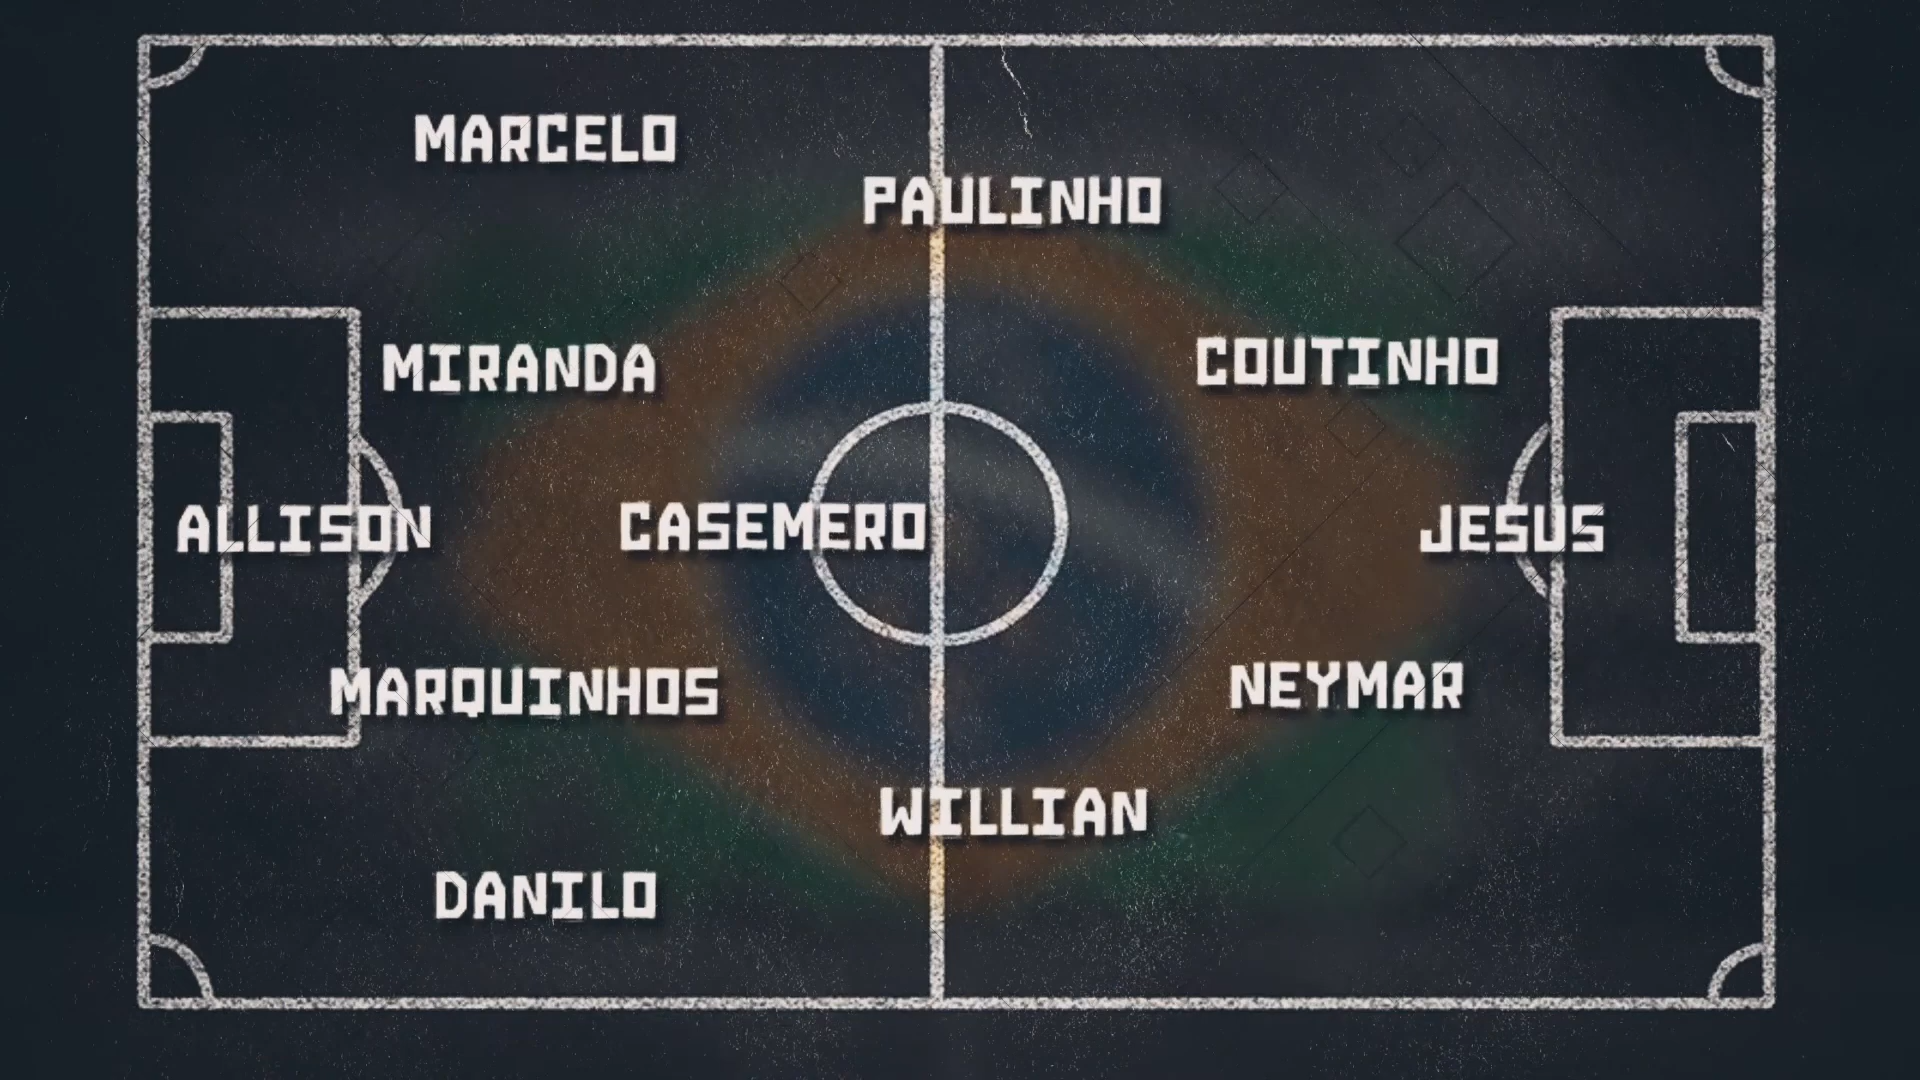 MARCELO
PAULINHO
MIRANDA
COUTINHO
ALLISON
CASEMERO
JESUS
MARQUINHOS
NEYMAR
WILLIAN
DANILO